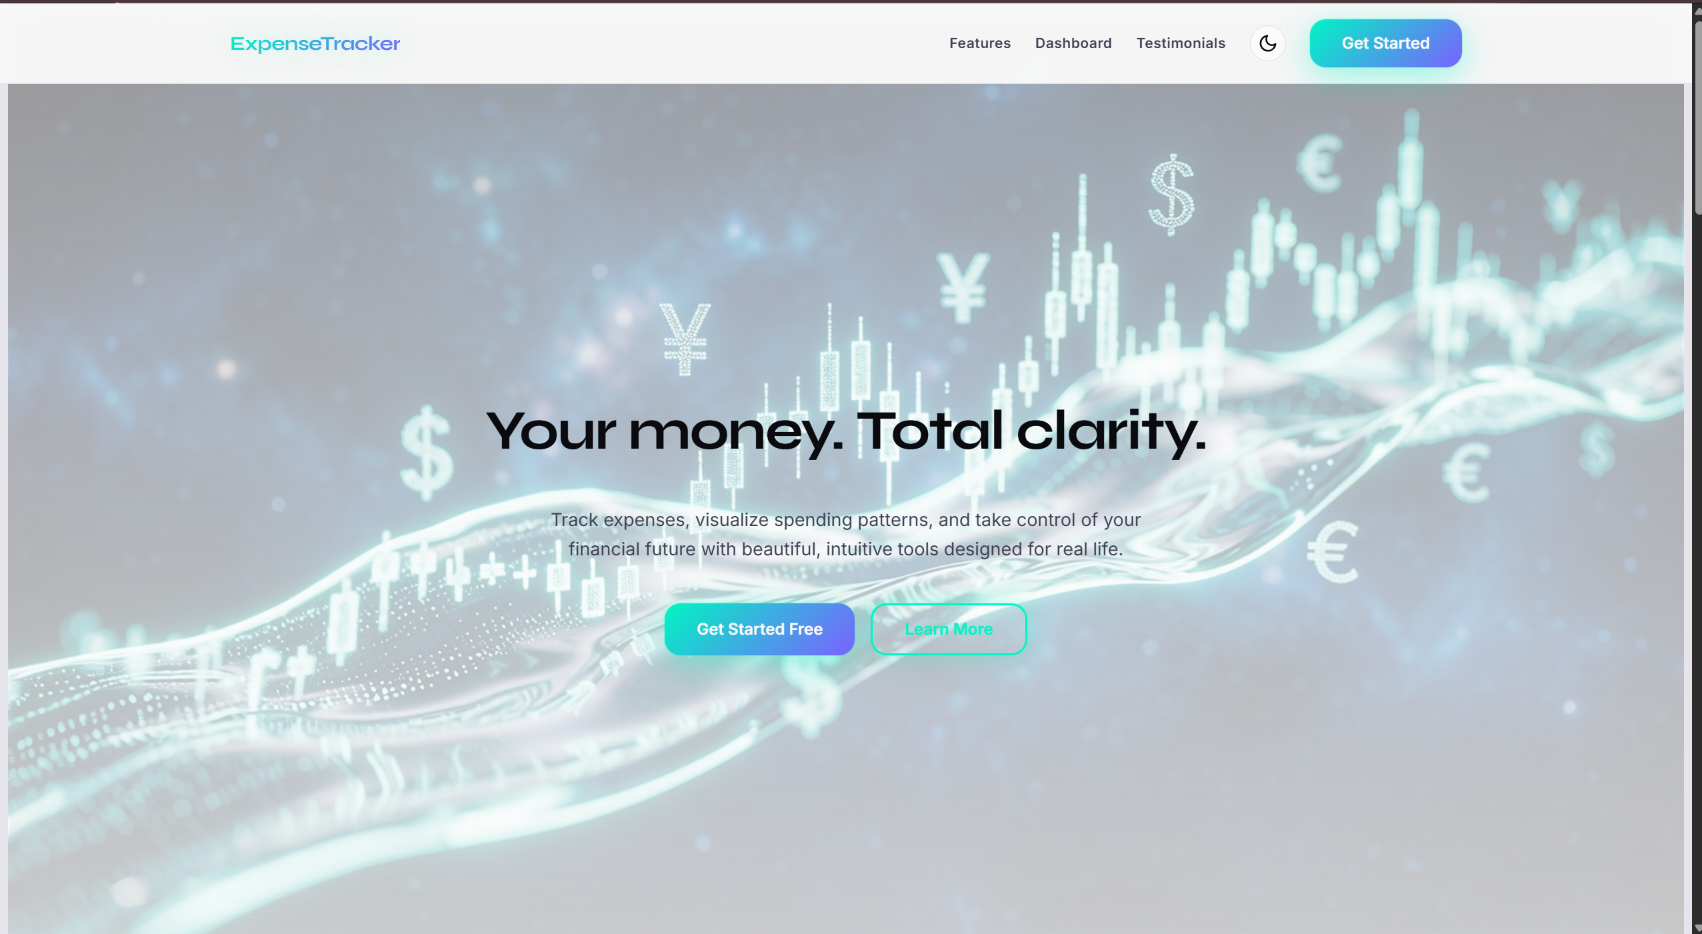 ExpenseTracker
Features
Dashboard
Testimonials
Get Started
Your money. Total clarity.
Track expenses, visualize spending patterns, and take control of your
financial future with beautiful, intuitive tools designed for real life.
Get Started Free
Learn More